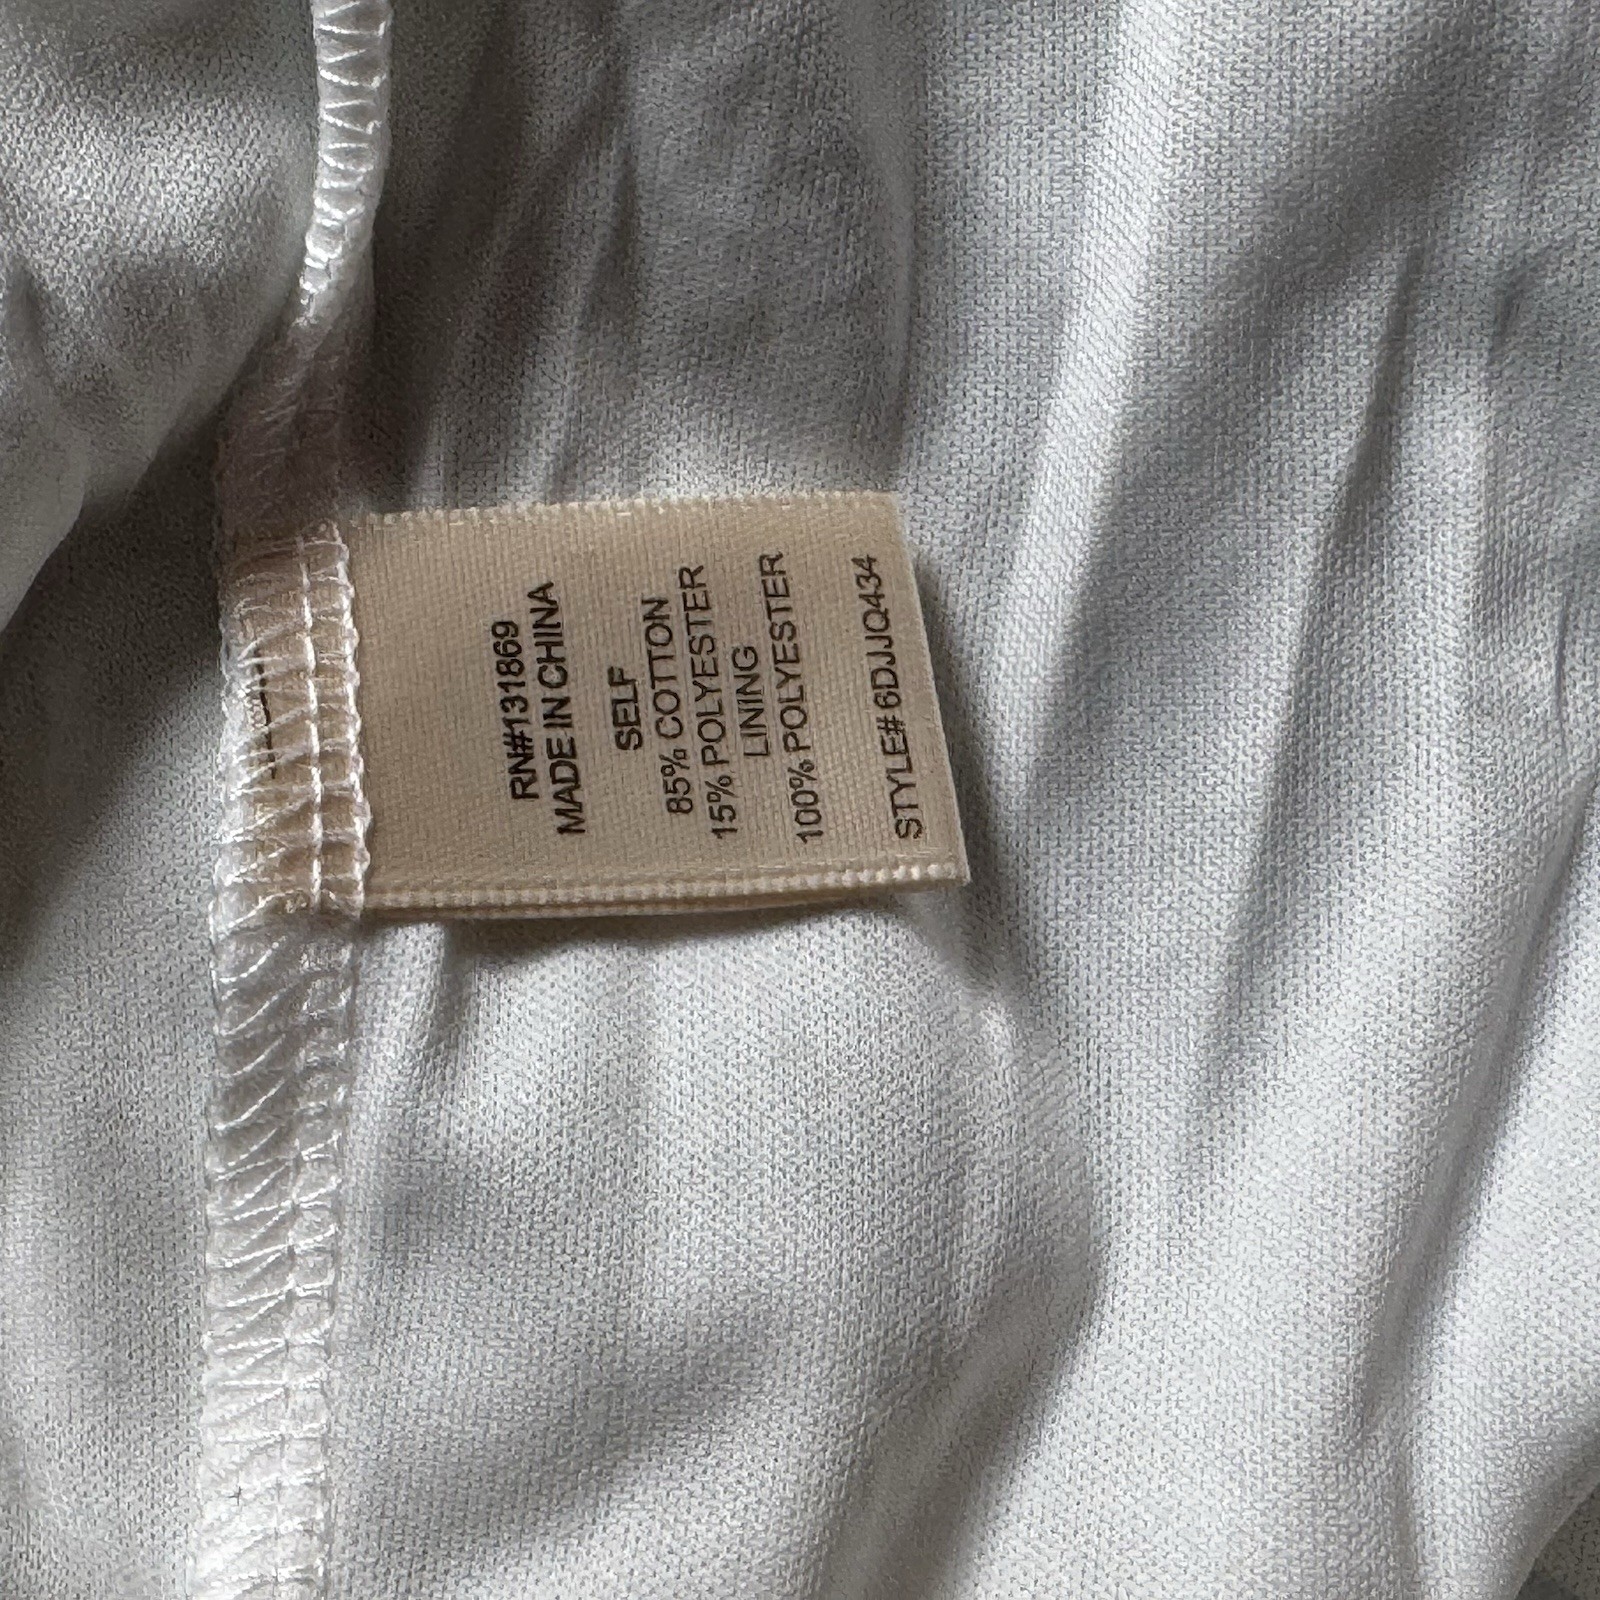 RN#131869
MADE IN CHINA
SELF
85% COTTON
15% POLYESTER
LINING
100% POLYESTER
STYLE# 6DJJQ434